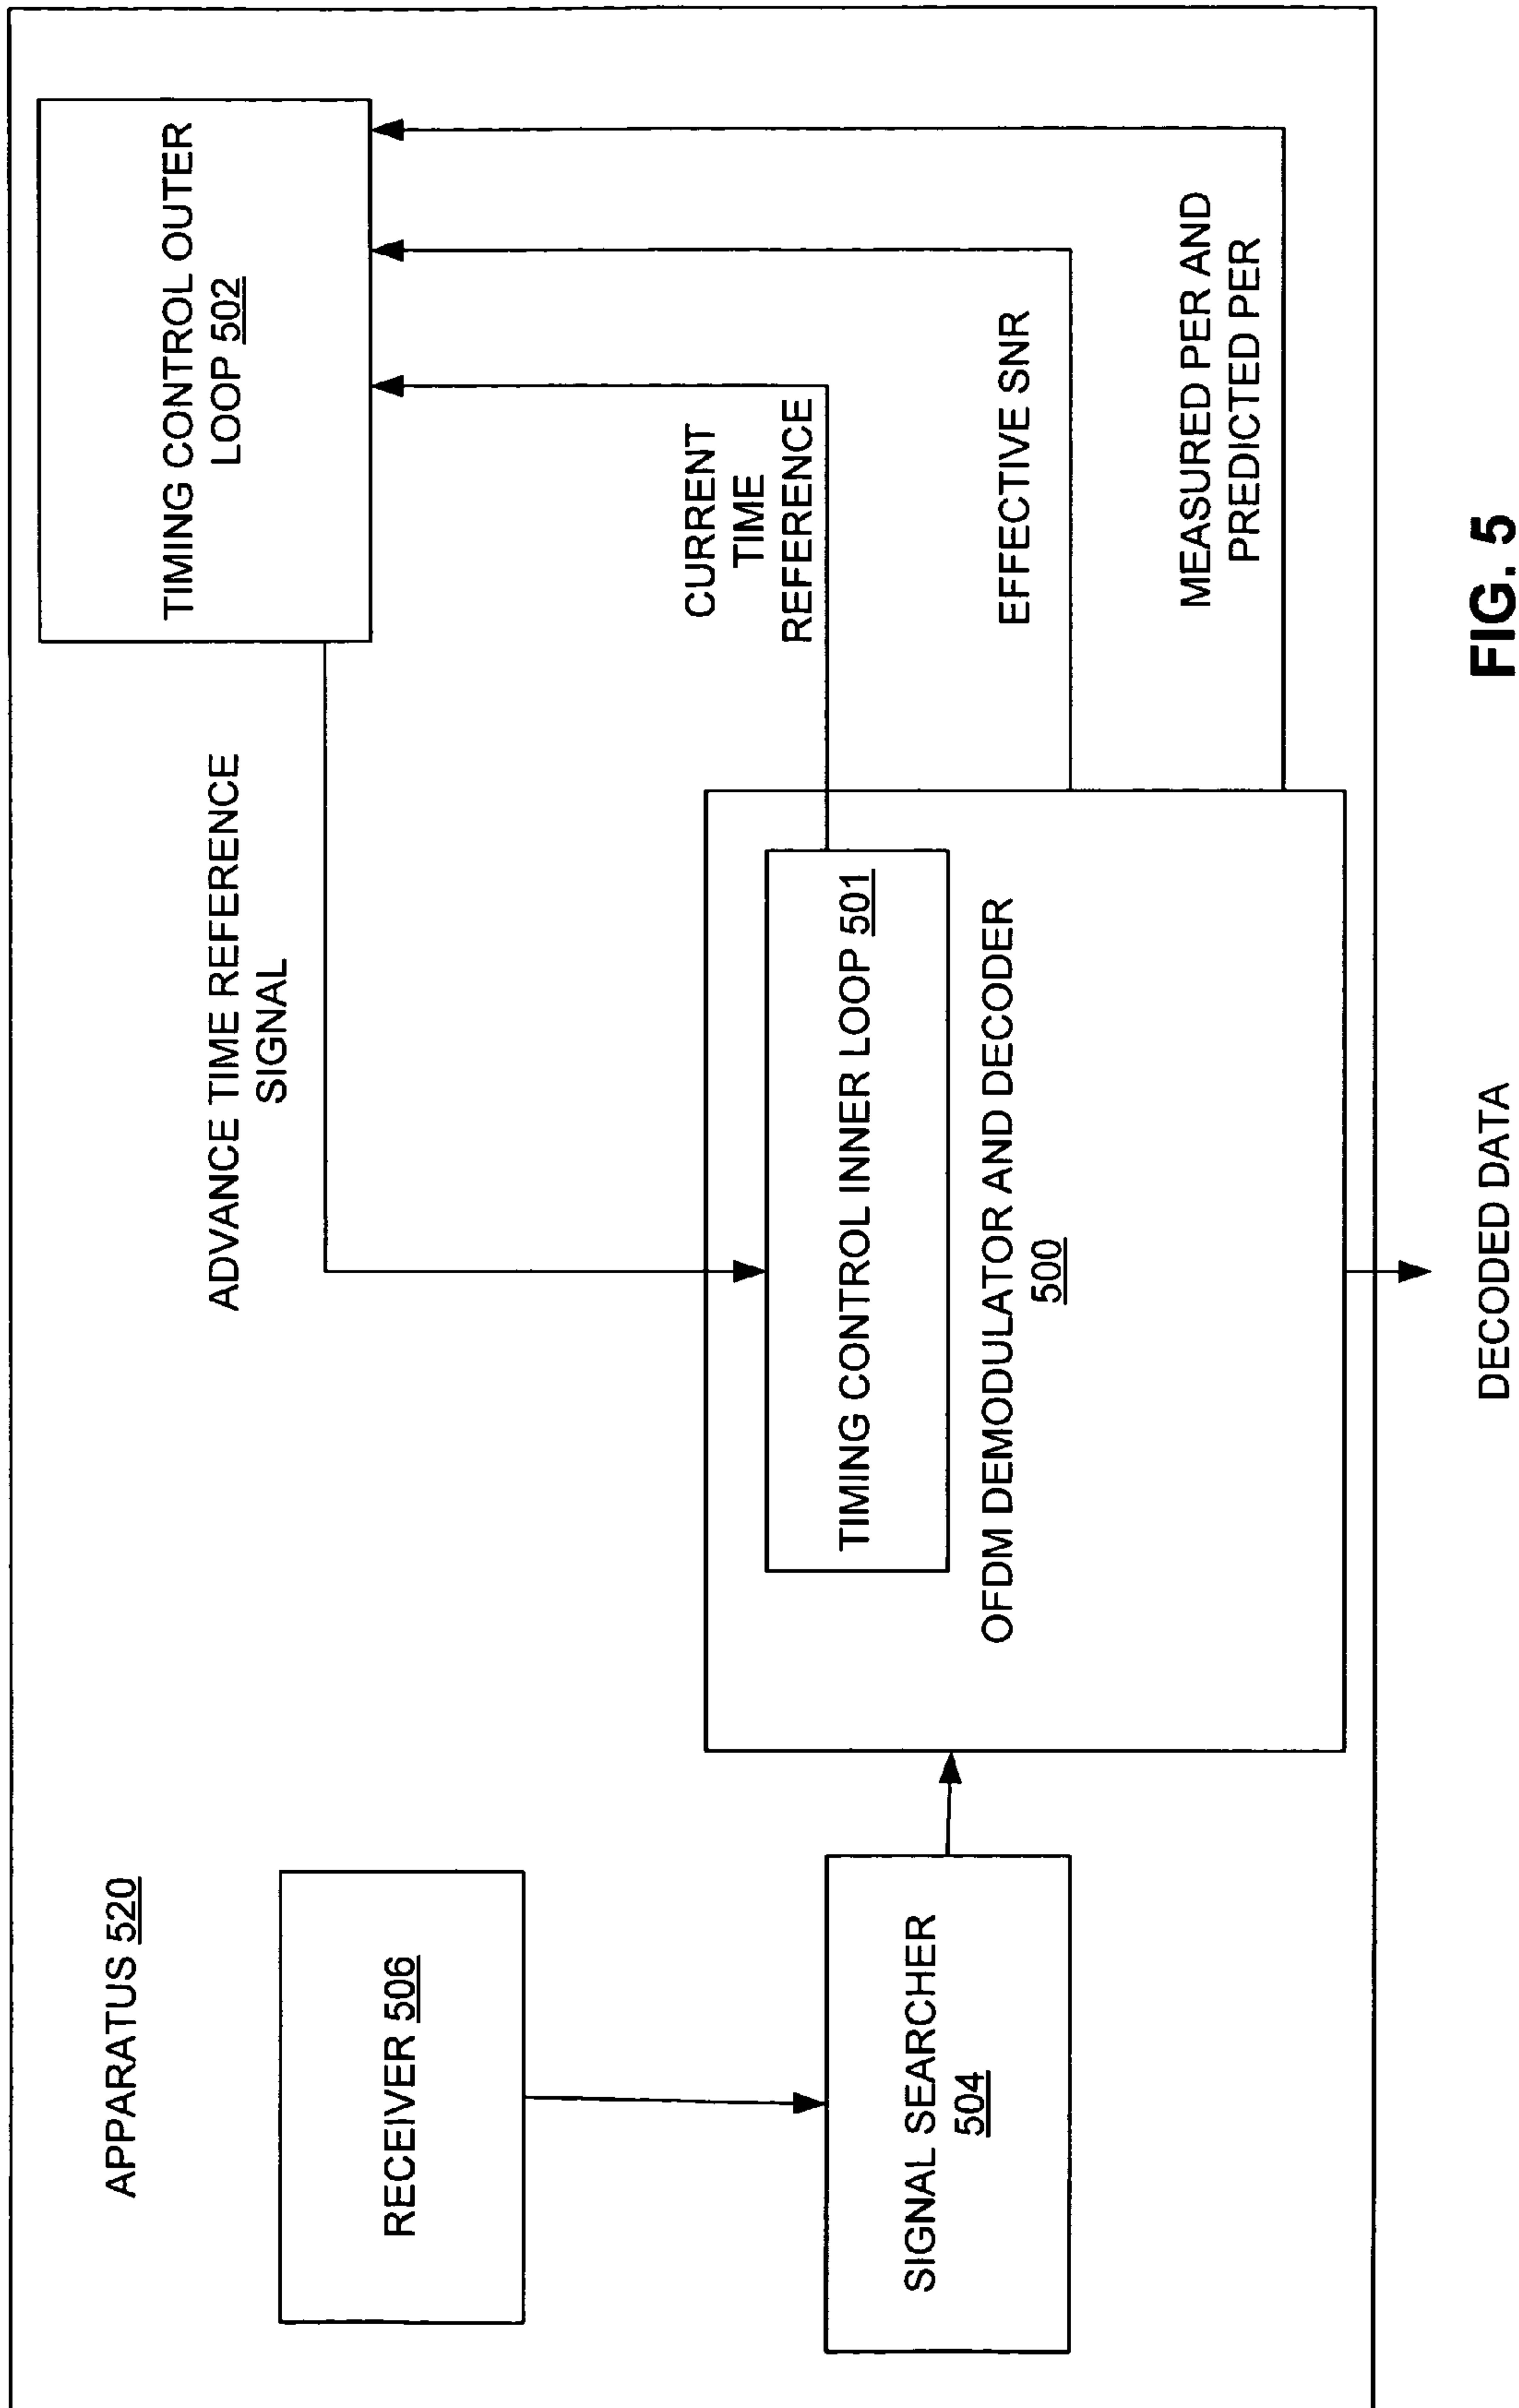 APPARATUS 520
RECEIVER 506
SIGNAL SEARCHER
504
ADVANCE TIME REFERENCE
SIGNAL
TIMING CONTROL OUTER
LOOP 502
CURRENT
TIME
REFERENCE
EFFECTIVE SNR
MEASURED PER AND
PREDICTED PER
TIMING CONTROL INNER LOOP 501
OFDM DEMODULATOR AND DECODER
500
DECODED DATA
FIG. 5